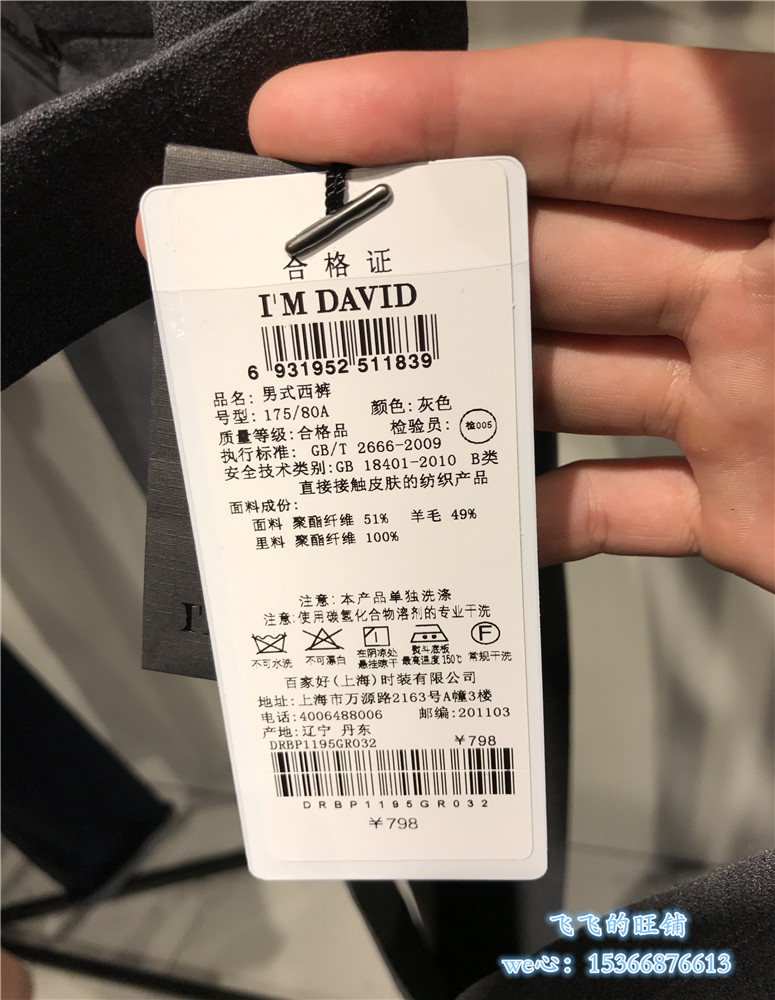 合格证
I'M DAVID
6 931952 511839
品名: 男式西裤
号型: 175/80A 颜色: 灰色
质量等级: 合格品 检验员: 检005
执行标准: GB/T 2666-2009
安全技术类别:GB 18401-2010 B类
直接接触皮肤的纺织产品
面料成份:
面料 聚酯纤维 51% 羊毛 49%
里料 聚酯纤维 100%
注意: 本产品单独洗涤
注意: 使用碳氢化合物溶剂的专业干洗
F
不可水洗 不可漂白 在阴凉处悬挂晾干 熨斗底板最高温度150℃ 常规干洗
百家好(上海)时装有限公司
地址: 上海市万源路2163号A幢3楼
电话: 4006488006 邮编: 201103
产地: 辽宁 丹东
DRBP1195GR032 ¥798
DRBP1195GR032
¥798
I'
飞飞的旺铺
we心: 15366876613